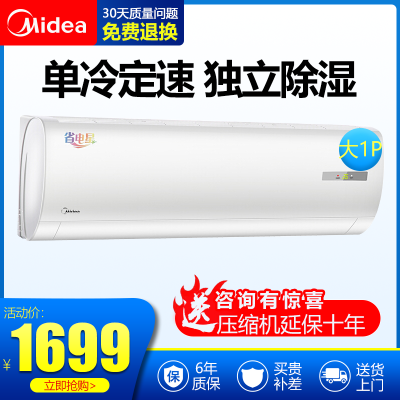 Midea
30天质量问题
免费退换
单冷定速 独立除湿
省电星
大1P
Midea
活动价:
￥1699
立即抢购>
送
咨询有惊喜
压缩机延保十年
保
6年
质保
买贵
补差
送货
上门